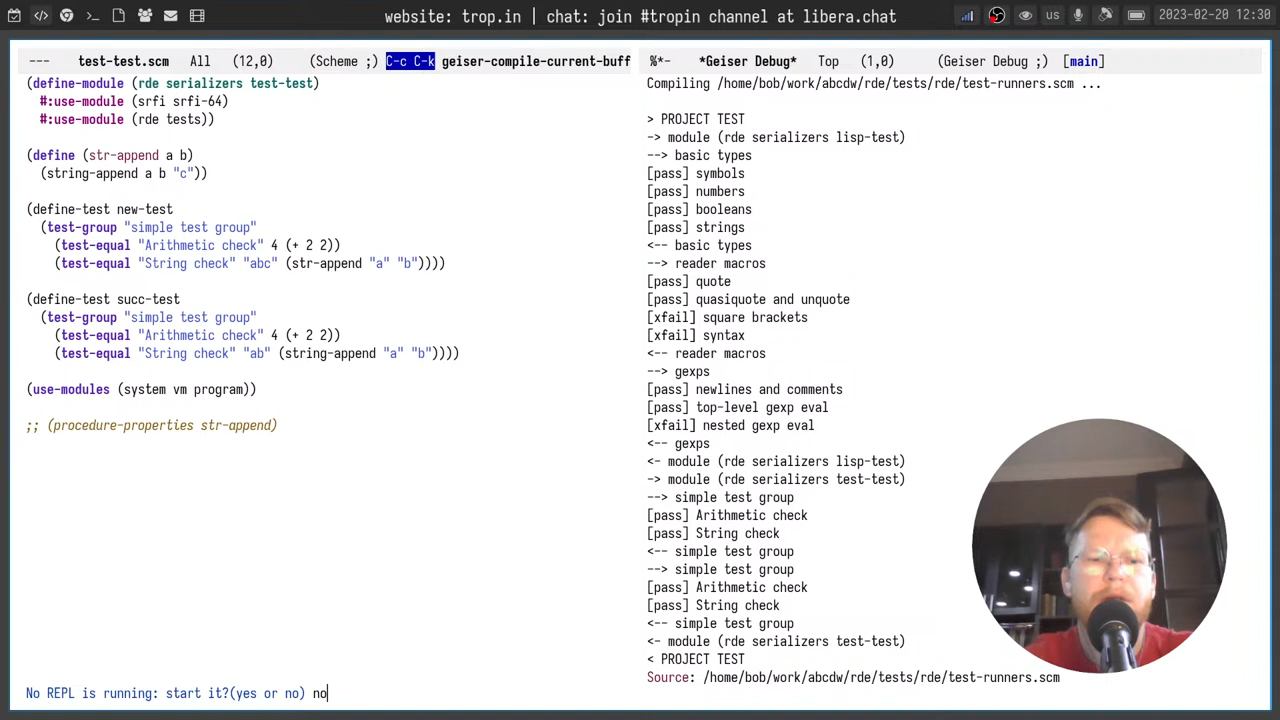 website: trop.in | chat: join #tropin channel at libera.chat
us
2023-02-20 12:30
--- test-test.scm All (12,0) (Scheme ;) C-c C-k geiser-compile-current-buff
(define-module (rde serializers test-test)
#:use-module (srfi srfi-64)
#:use-module (rde tests))
(define (str-append a b)
(string-append a b "c"))
(define-test new-test
(test-group "simple test group"
(test-equal "Arithmetic check" 4 (+ 2 2))
(test-equal "String check" "abc" (str-append "a" "b"))))
(define-test succ-test
(test-group "simple test group"
(test-equal "Arithmetic check" 4 (+ 2 2))
(test-equal "String check" "ab" (string-append "a" "b"))))
(use-modules (system vm program))
;; (procedure-properties str-append)
No REPL is running: start it?(yes or no) no
%*- *Geiser Debug* Top (1,0) (Geiser Debug ;) [main]
Compiling /home/bob/work/abcdw/rde/tests/rde/test-runners.scm ...
> PROJECT TEST
-> module (rde serializers lisp-test)
--> basic types
[pass] symbols
[pass] numbers
[pass] booleans
[pass] strings
<-- basic types
--> reader macros
[pass] quote
[pass] quasiquote and unquote
[xfail] square brackets
[xfail] syntax
<-- reader macros
--> gexps
[pass] newlines and comments
[pass] top-level gexp eval
[xfail] nested gexp eval
<-- gexps
<- module (rde serializers lisp-test)
-> module (rde serializers test-test)
--> simple test group
[pass] Arithmetic check
[pass] String check
<-- simple test group
--> simple test group
[pass] Arithmetic check
[pass] String check
<-- simple test group
<- module (rde serializers test-test)
< PROJECT TEST
Source: /home/bob/work/abcdw/rde/tests/rde/test-runners.scm